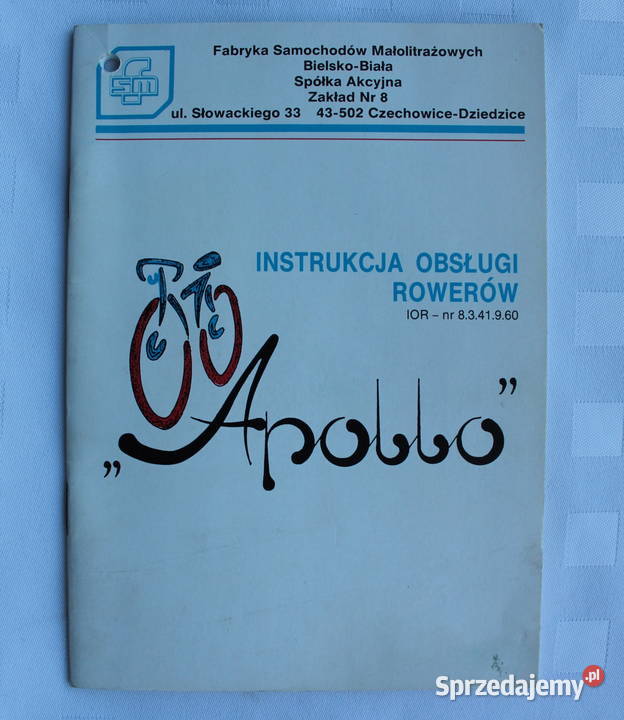 FSM
Fabryka Samochodów Małolitrażowych
Bielsko-Biała
Spółka Akcyjna
Zakład Nr 8
ul. Słowackiego 33 43-502 Czechowice-Dziedzice
INSTRUKCJA OBSŁUGI
ROWERÓW
IOR – nr 8.3.41.9.60
„Apollo”
Sprzedajemy.pl